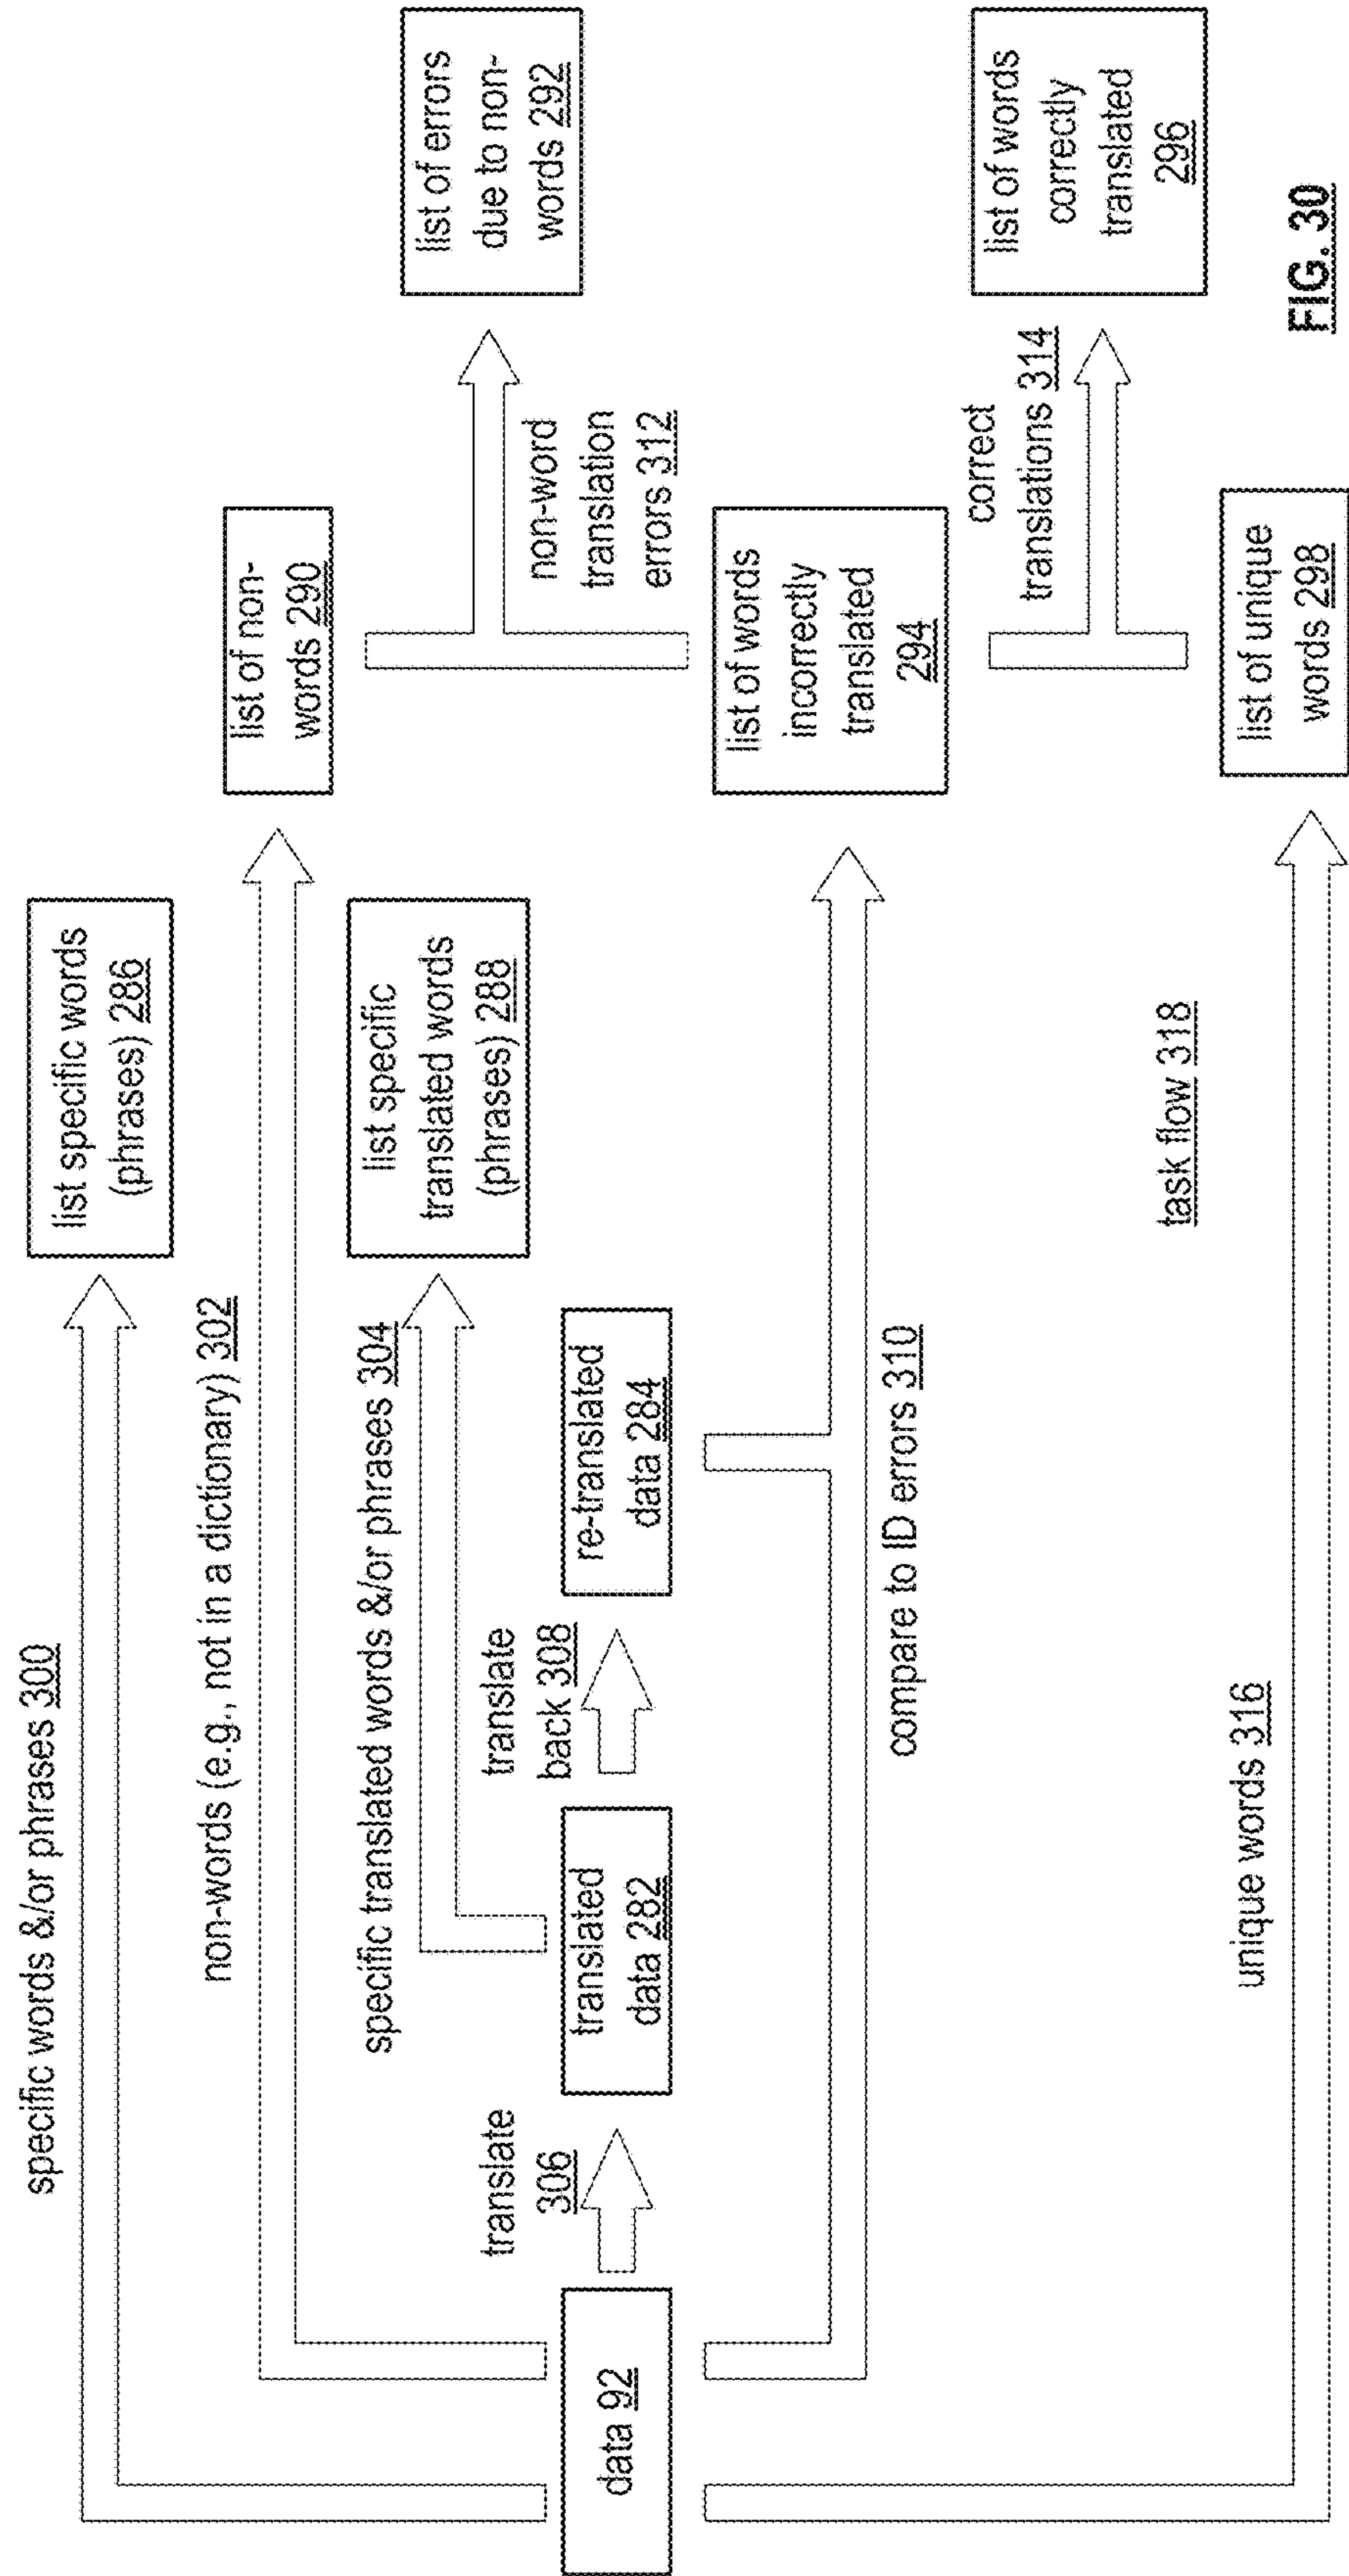 specific words &/or phrases 300
list specific words
(phrases) 286
non-words (e.g., not in a dictionary) 302
list of non-
words 290
specific translated words &/or phrases 304
list specific
translated words
(phrases) 288
list of errors
due to non-
words 292
non-word
translation
errors 312
translate
306
translate
back 308
data 92
translated
data 282
re-translated
data 284
list of words
incorrectly
translated
294
compare to ID errors 310
correct
translations 314
list of words
correctly
translated
296
task flow 318
unique words 316
list of unique
words 298
FIG. 30